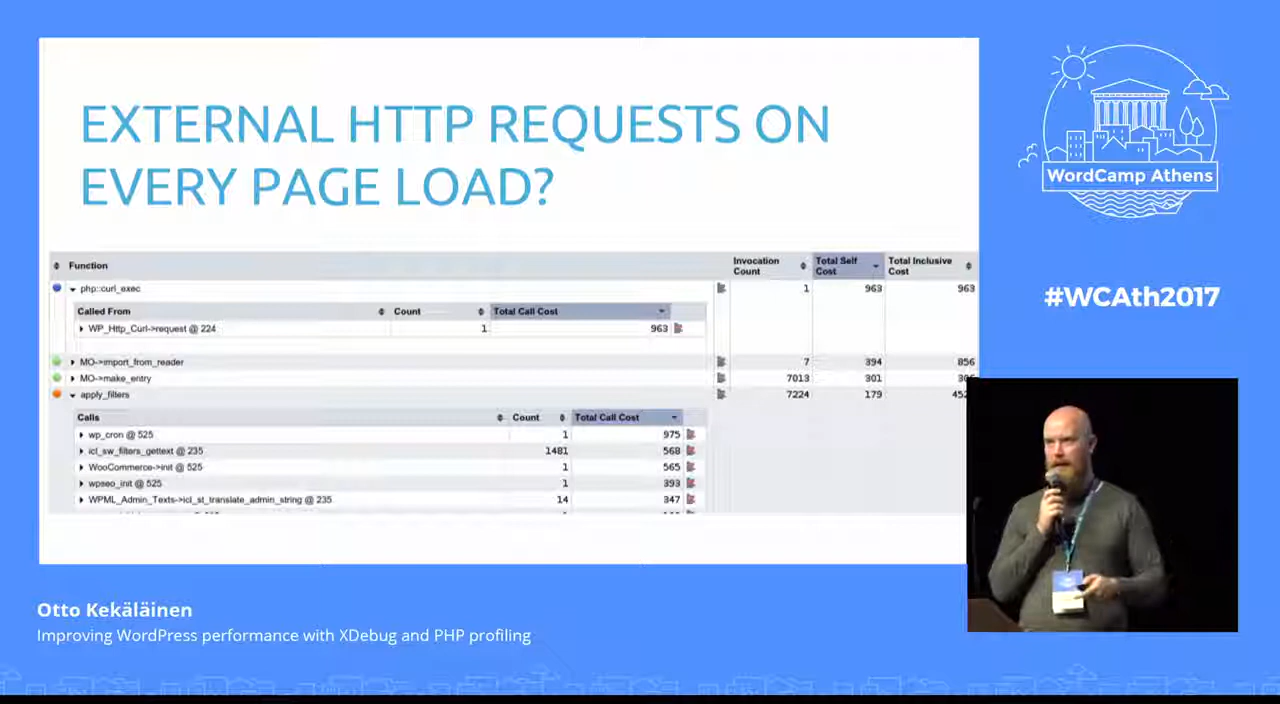 EXTERNAL HTTP REQUESTS ON
EVERY PAGE LOAD?
Function Invocation Count Total Self Cost Total Inclusive Cost
php::curl_exec 1 963 963
Called From Count Total Call Cost
WP_Http_Curl->request @ 224 1 963
MO->import_from_reader 7 394 856
MO->make_entry 7013 301
apply_filters 7224 179
Calls Count Total Call Cost
wp_cron @ 525 1 975
icl_sw_filters_gettext @ 235 1481 568
WooCommerce->init @ 525 1 565
wpseo_init @ 525 1 393
WPML_Admin_Texts->icl_st_translate_admin_string @ 235 14 347
WordCamp Athens
#WCAth2017
Otto Kekäläinen
Improving WordPress performance with XDebug and PHP profiling